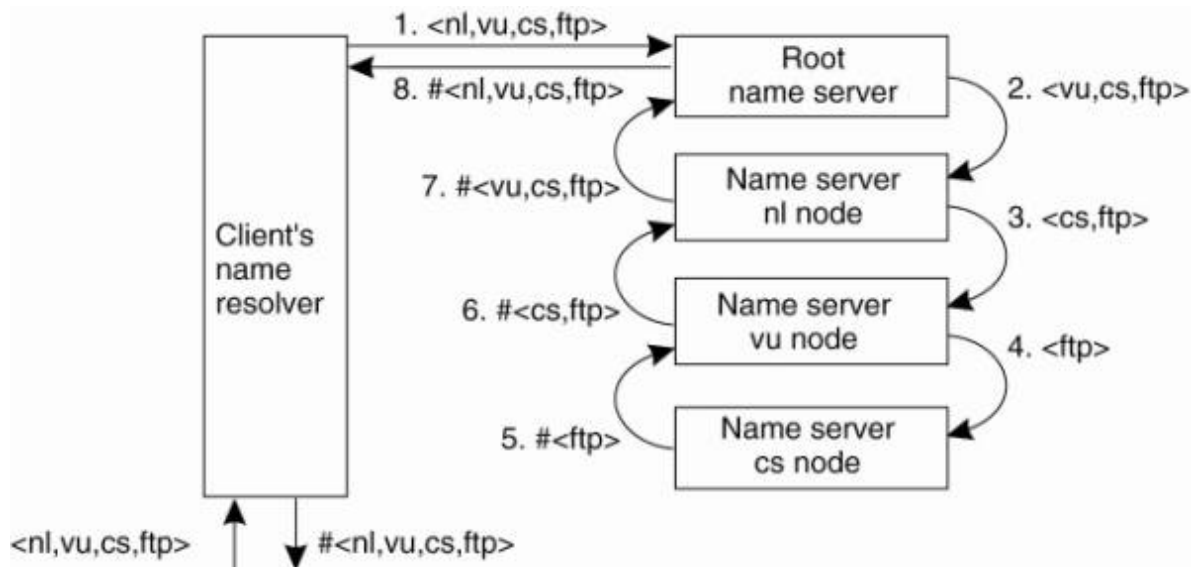 1. <nl,vu,cs,ftp>
8. #<nl,vu,cs,ftp>
Root
name server
2. <vu,cs,ftp>
7. #<vu,cs,ftp>
Name server
nl node
3. <cs,ftp>
Client's
name
resolver
6. #<cs,ftp>
Name server
vu node
4. <ftp>
5. #<ftp>
Name server
cs node
<nl,vu,cs,ftp>
#<nl,vu,cs,ftp>